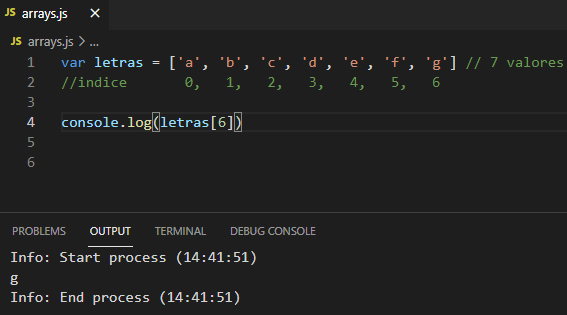 JS arrays.js ×
JS arrays.js > ...
1 var letras = ['a', 'b', 'c', 'd', 'e', 'f', 'g'] // 7 valores
2 //indice 0, 1, 2, 3, 4, 5, 6
3
4 console.log(letras[6])
5
6
PROBLEMS OUTPUT TERMINAL DEBUG CONSOLE
Info: Start process (14:41:51)
g
Info: End process (14:41:51)